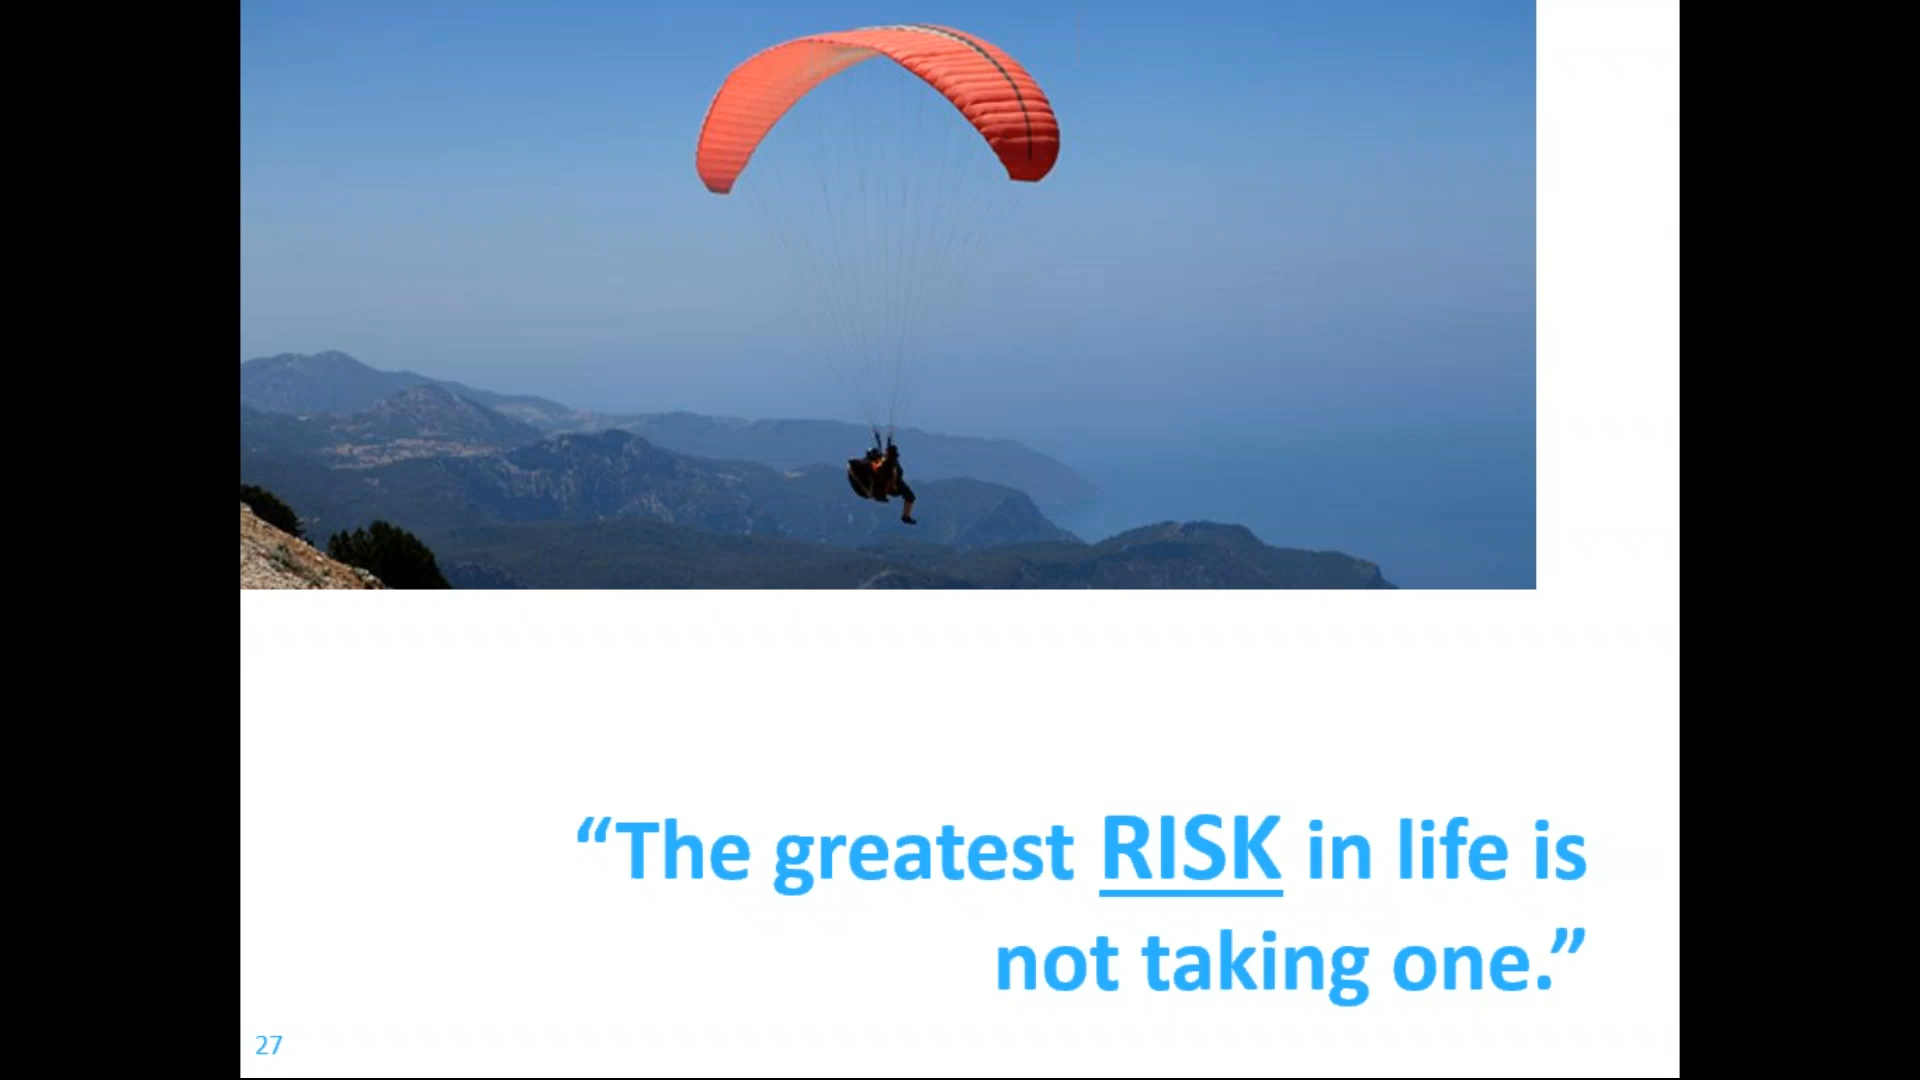 “The greatest RISK in life is
not taking one.”
27